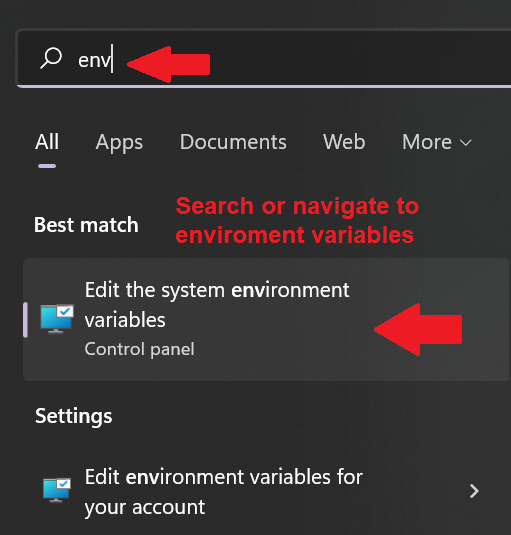 env
All Apps Documents Web More
Search or navigate to
enviroment variables
Best match
Edit the system environment
variables
Control panel
Settings
Edit environment variables for
your account